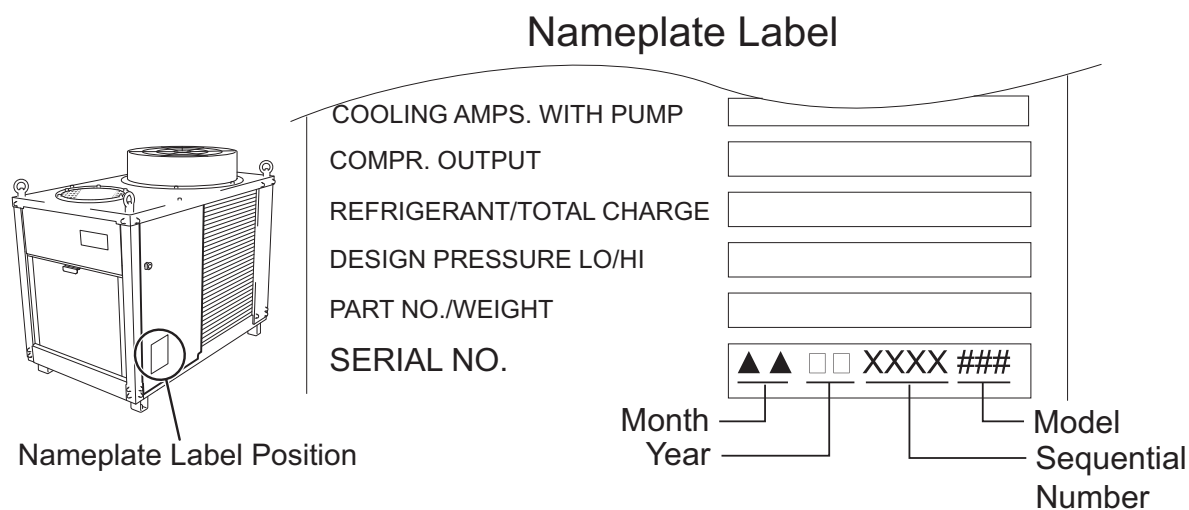 Nameplate Label
COOLING AMPS. WITH PUMP
COMPR. OUTPUT
REFRIGERANT/TOTAL CHARGE
DESIGN PRESSURE LO/HI
PART NO./WEIGHT
SERIAL NO. ▲▲ □□ XXXX ###
Month
Year
Model
Sequential
Number
Nameplate Label Position